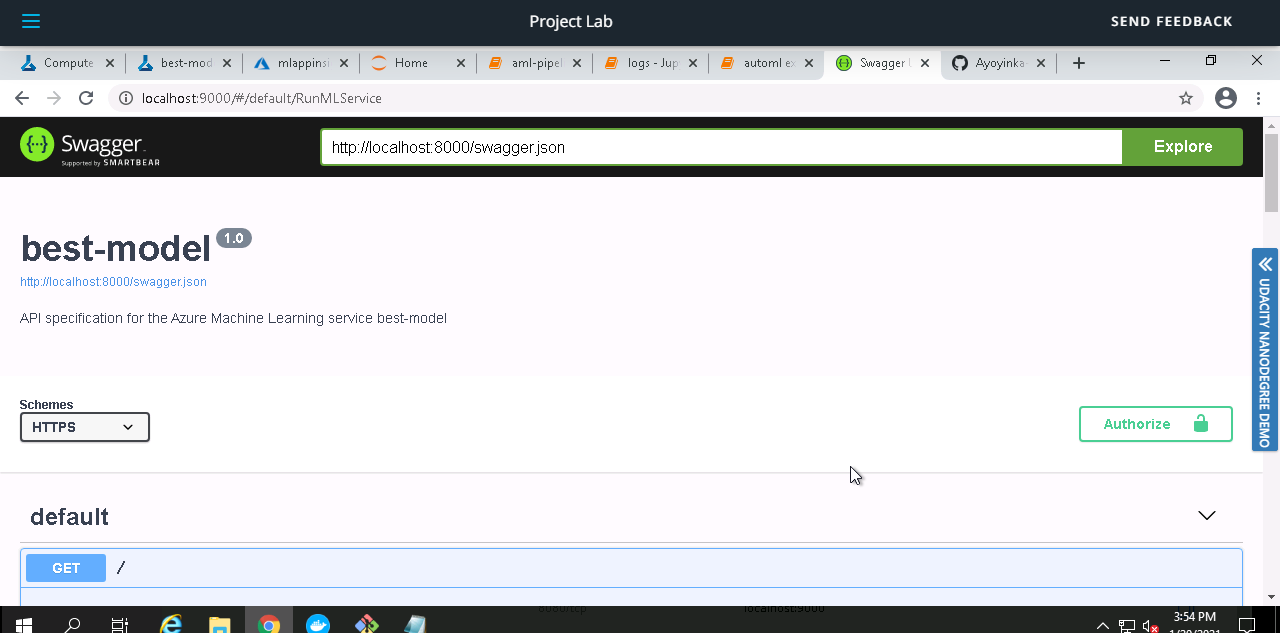 Project Lab
SEND FEEDBACK
Compute
best-mod
mlappinsi
Home
aml-pipel
logs - Jup
automl ex
Swagger U
Ayoyinka-
localhost:9000/#/default/RunMLService
Swagger
Supported by SMARTBEAR
http://localhost:8000/swagger.json
Explore
best-model 1.0
http://localhost:8000/swagger.json
API specification for the Azure Machine Learning service best-model
UDACITY NANODEGREE DEMO
Schemes
HTTPS
Authorize
default
GET /
localhost:9000
3:54 PM